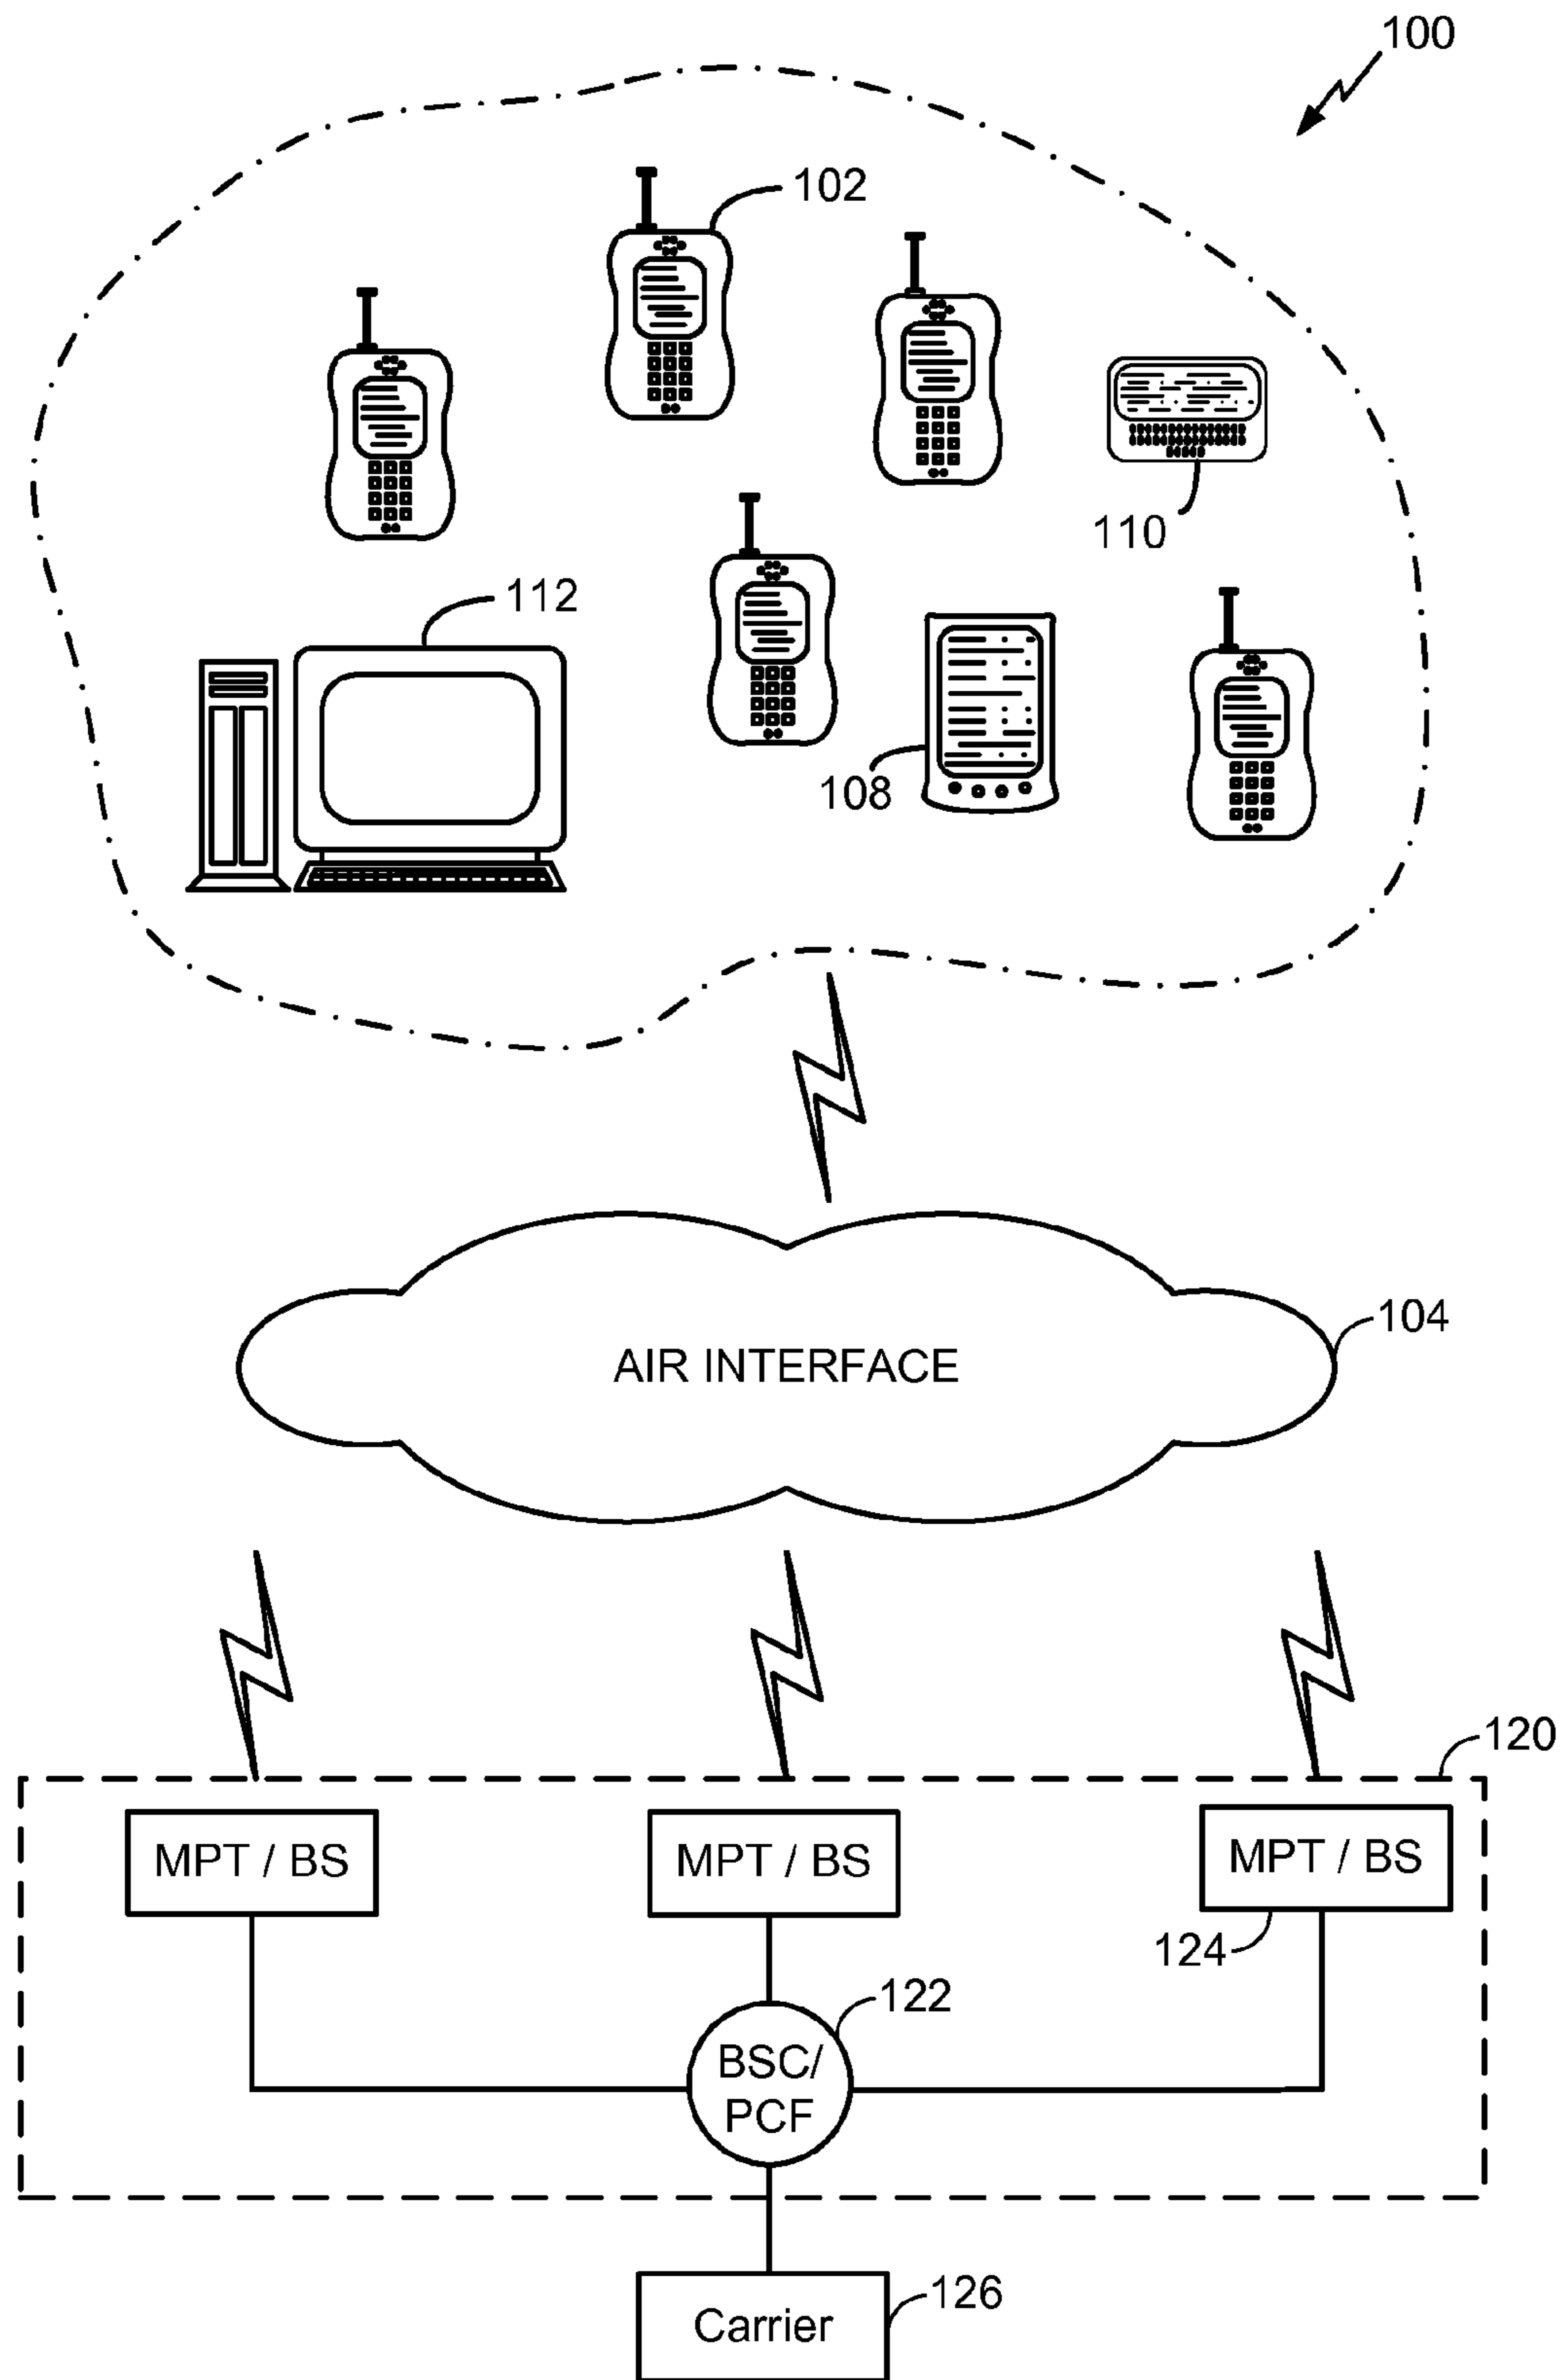 100
102
110
112
108
104
AIR INTERFACE
120
MPT / BS
MPT / BS
MPT / BS
124
122
BSC/
PCF
126
Carrier